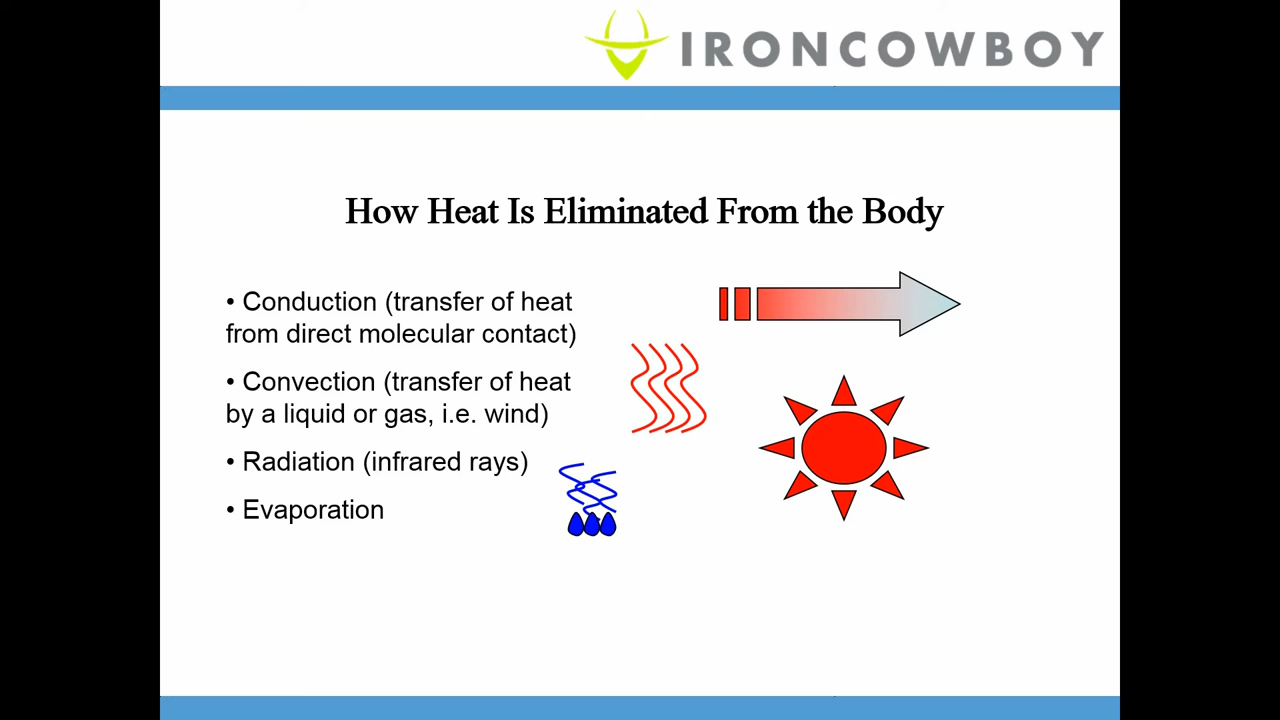 IRONCOWBOY
How Heat Is Eliminated From the Body
• Conduction (transfer of heat
from direct molecular contact)
• Convection (transfer of heat
by a liquid or gas, i.e. wind)
• Radiation (infrared rays)
• Evaporation